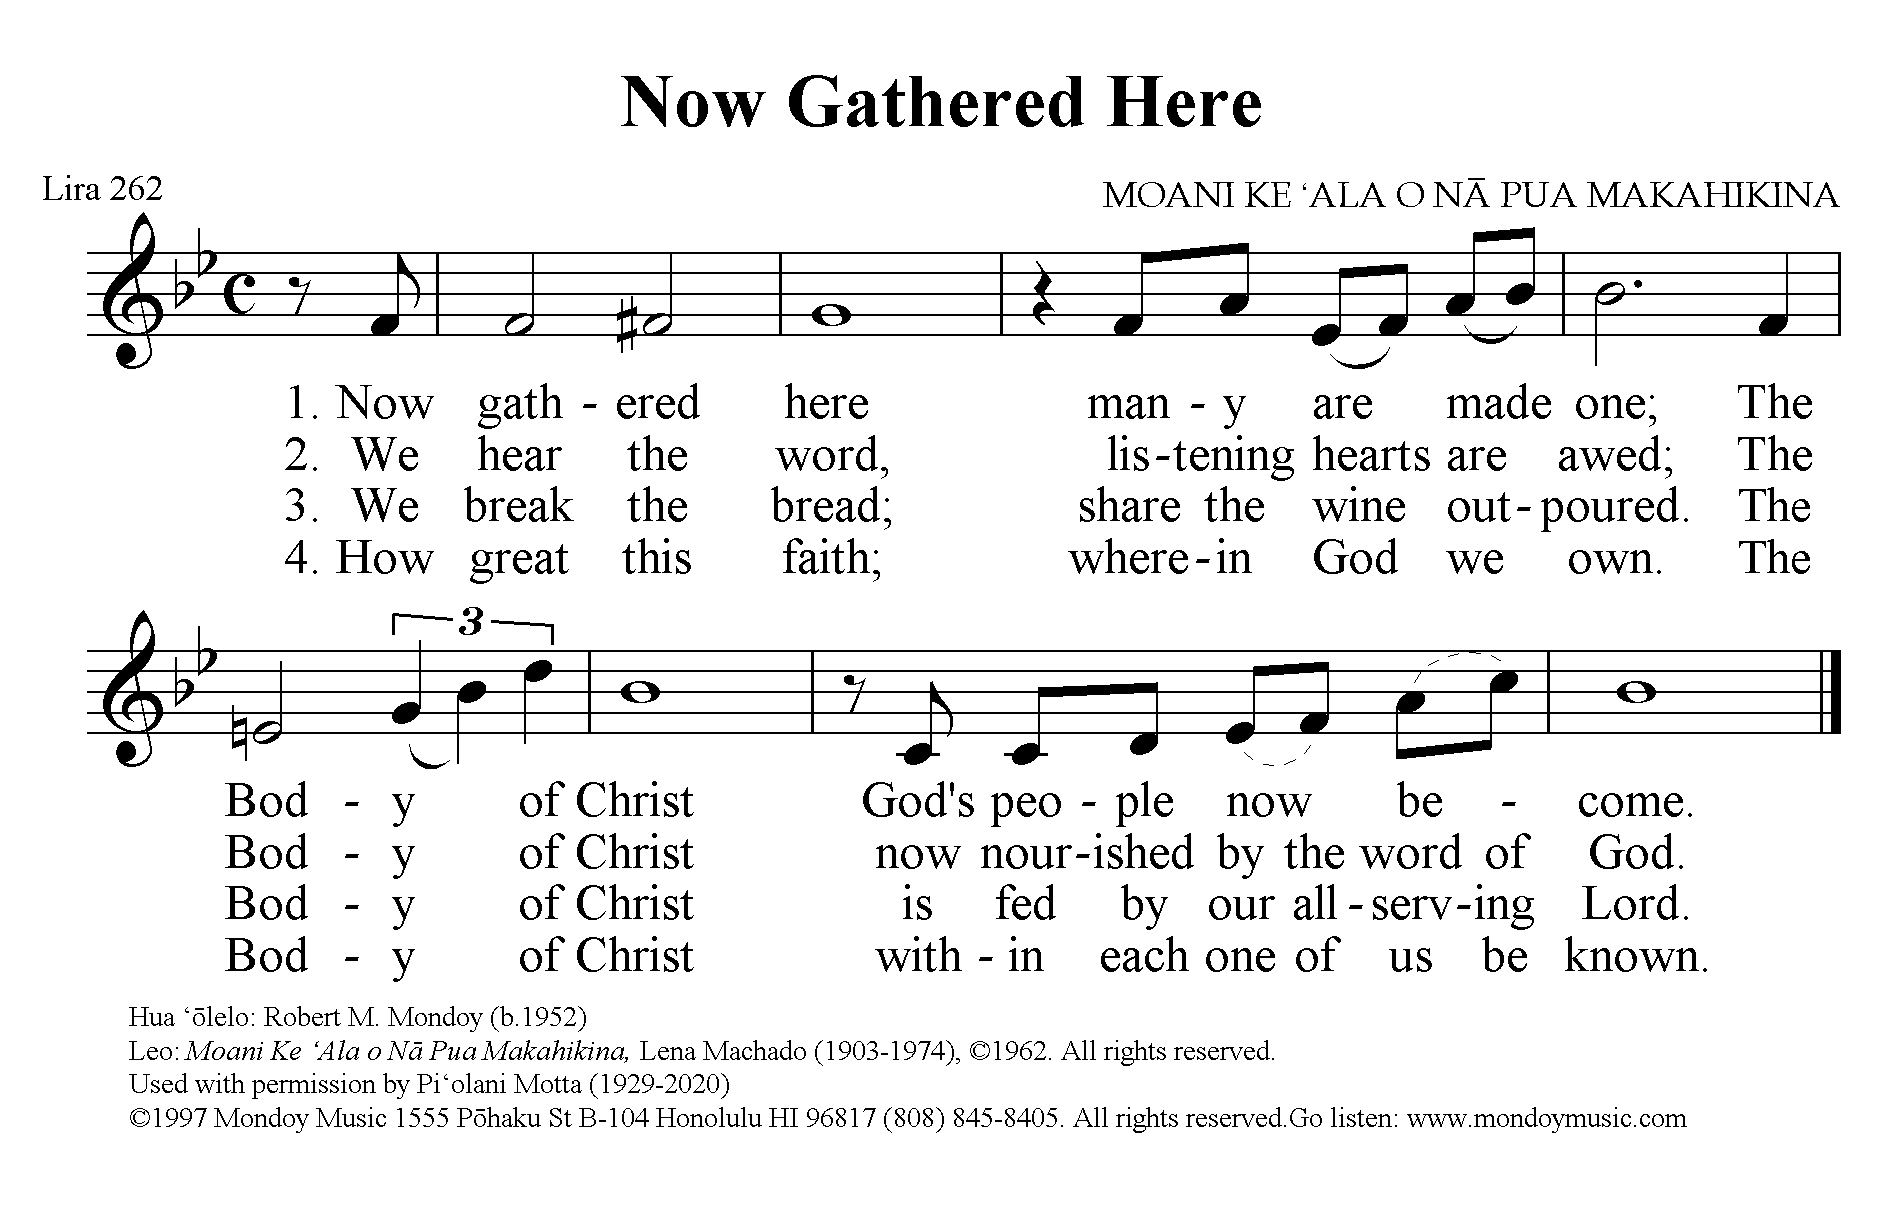 Now Gathered Here
Lira 262
MOANI KE ʻALA O NĀ PUA MAKAHIKINA
1. Now gath - ered here man - y are made one; The
2. We hear the word, lis - tening hearts are awed; The
3. We break the bread; share the wine out - poured. The
4. How great this faith; where - in God we own. The
3
Bod - y of Christ God's peo - ple now be - come.
Bod - y of Christ now nour - ished by the word of God.
Bod - y of Christ is fed by our all - serv - ing Lord.
Bod - y of Christ with - in each one of us be known.
Hua ʻōlelo: Robert M. Mondoy (b.1952)
Leo: Moani Ke ʻAla o Nā Pua Makahikina, Lena Machado (1903-1974), ©1962. All rights reserved.
Used with permission by Piʻolani Motta (1929-2020)
©1997 Mondoy Music 1555 Pōhaku St B-104 Honolulu HI 96817 (808) 845-8405. All rights reserved.Go listen: www.mondoymusic.com